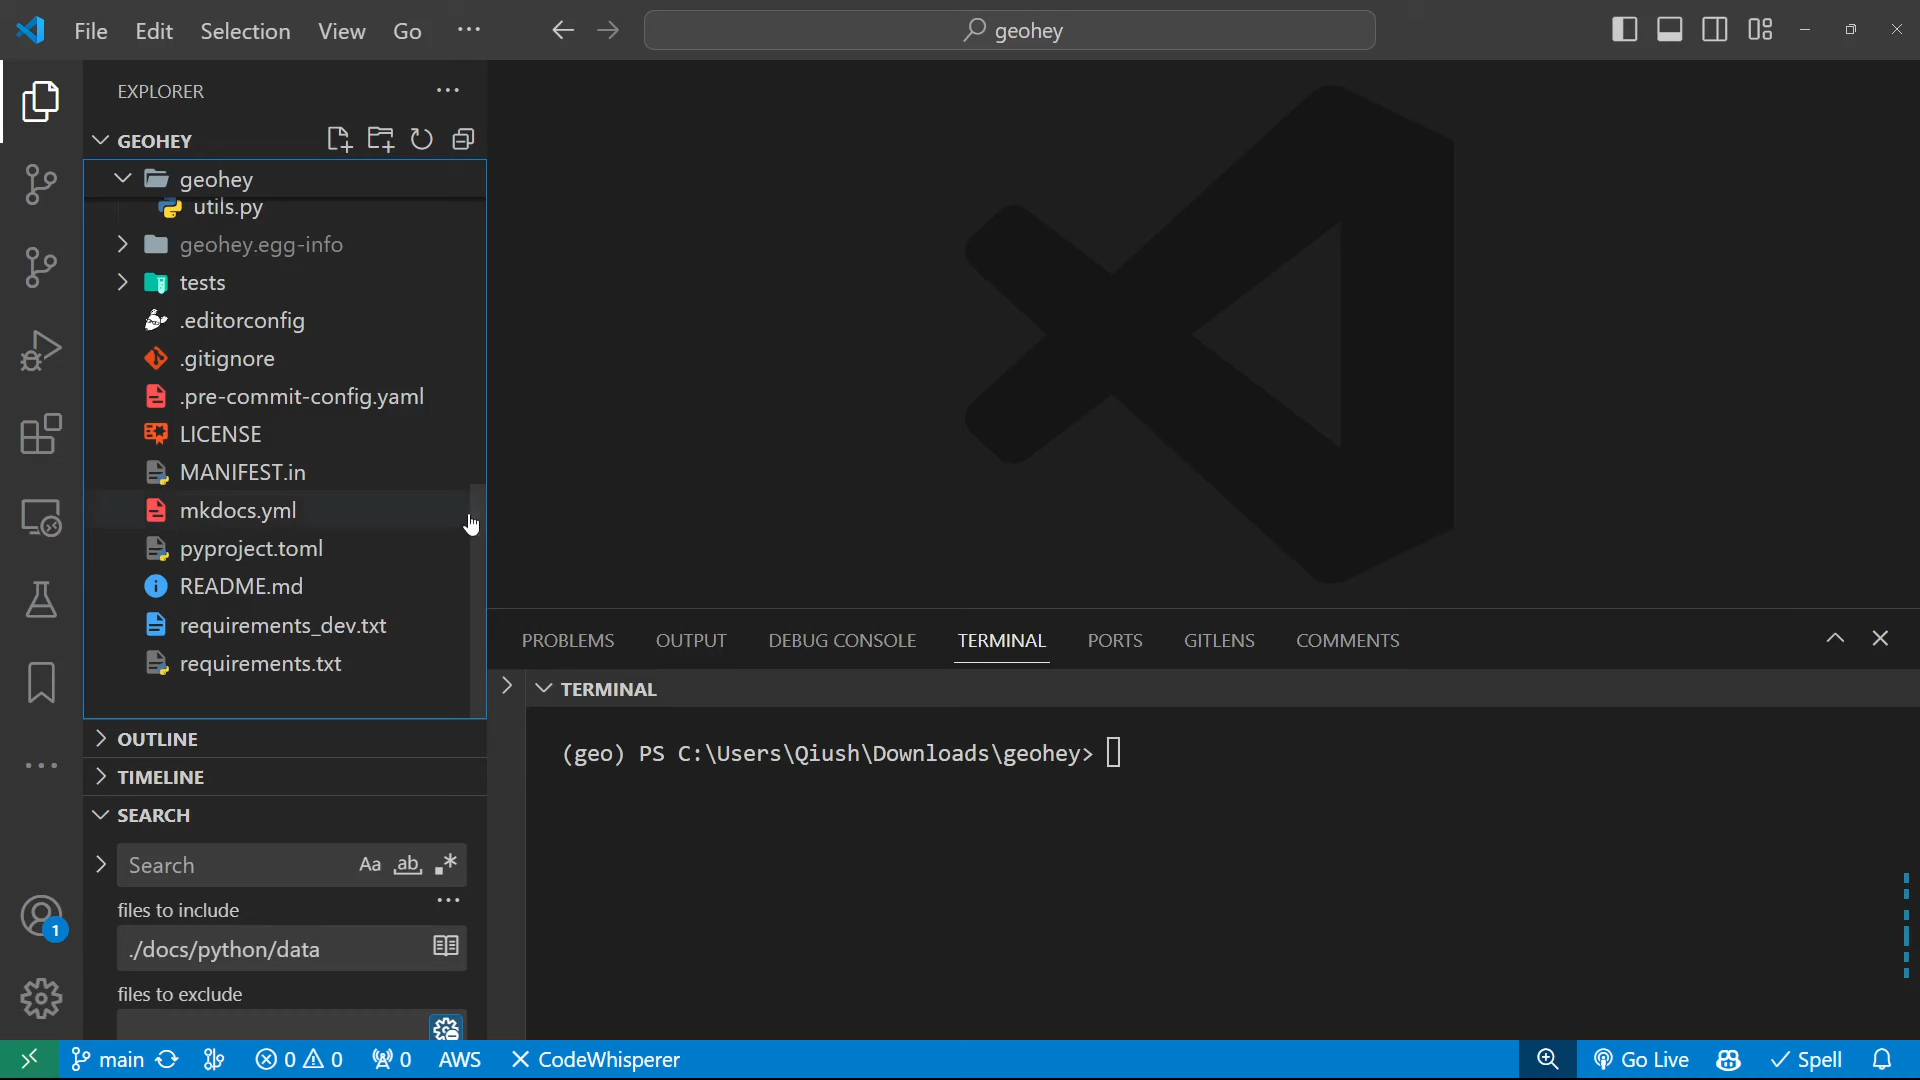 File Edit Selection View Go ··· geohey
EXPLORER ···
GEOHEY
geohey
utils.py
geohey.egg-info
tests
.editorconfig
.gitignore
.pre-commit-config.yaml
LICENSE
MANIFEST.in
mkdocs.yml
pyproject.toml
README.md
requirements_dev.txt
requirements.txt
OUTLINE
TIMELINE
SEARCH
Search Aa ab .*
files to include ···
./docs/python/data
files to exclude
1
PROBLEMS OUTPUT DEBUG CONSOLE TERMINAL PORTS GITLENS COMMENTS
TERMINAL
(geo) PS C:\Users\Qiush\Downloads\geohey>
main 0 0 0 AWS CodeWhisperer Go Live Spell